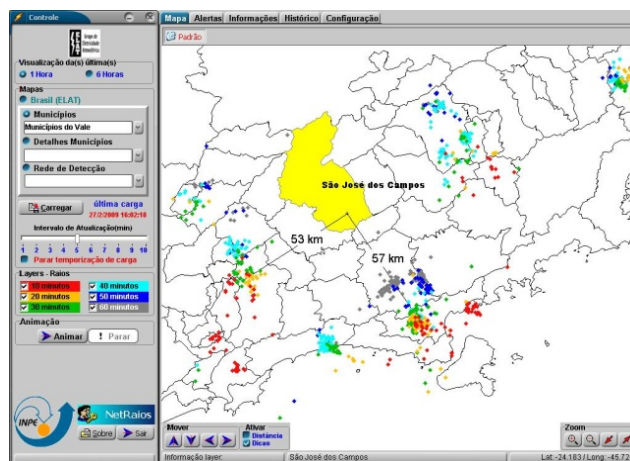 Controle
Visualização da(s) última(s)
1 Hora
6 Horas
Mapas
Brasil (ELAT)
Municípios
Municípios do Vale
Detalhes Municípios
Rede de Detecção
Carregar
última carga
27/2/2009 16:02:18
Intervalo de Atualização(min)
1 2 3 4 5 6 7 8 9 10
Parar temporização de carga
Layers - Raios
10 minutos
40 minutos
20 minutos
50 minutos
30 minutos
60 minutos
Animação
Animar
! Parar
INPE
NetRaios
Sobre
Sair
Mapa
Alertas
Informações
Histórico
Configuração
Padrão
São José dos Campos
53 km
57 km
Mover
Ativar
Distância
Dicas
Zoom
Informação layer:
São José dos Campos
Lat -24.183 / Long: -45.72